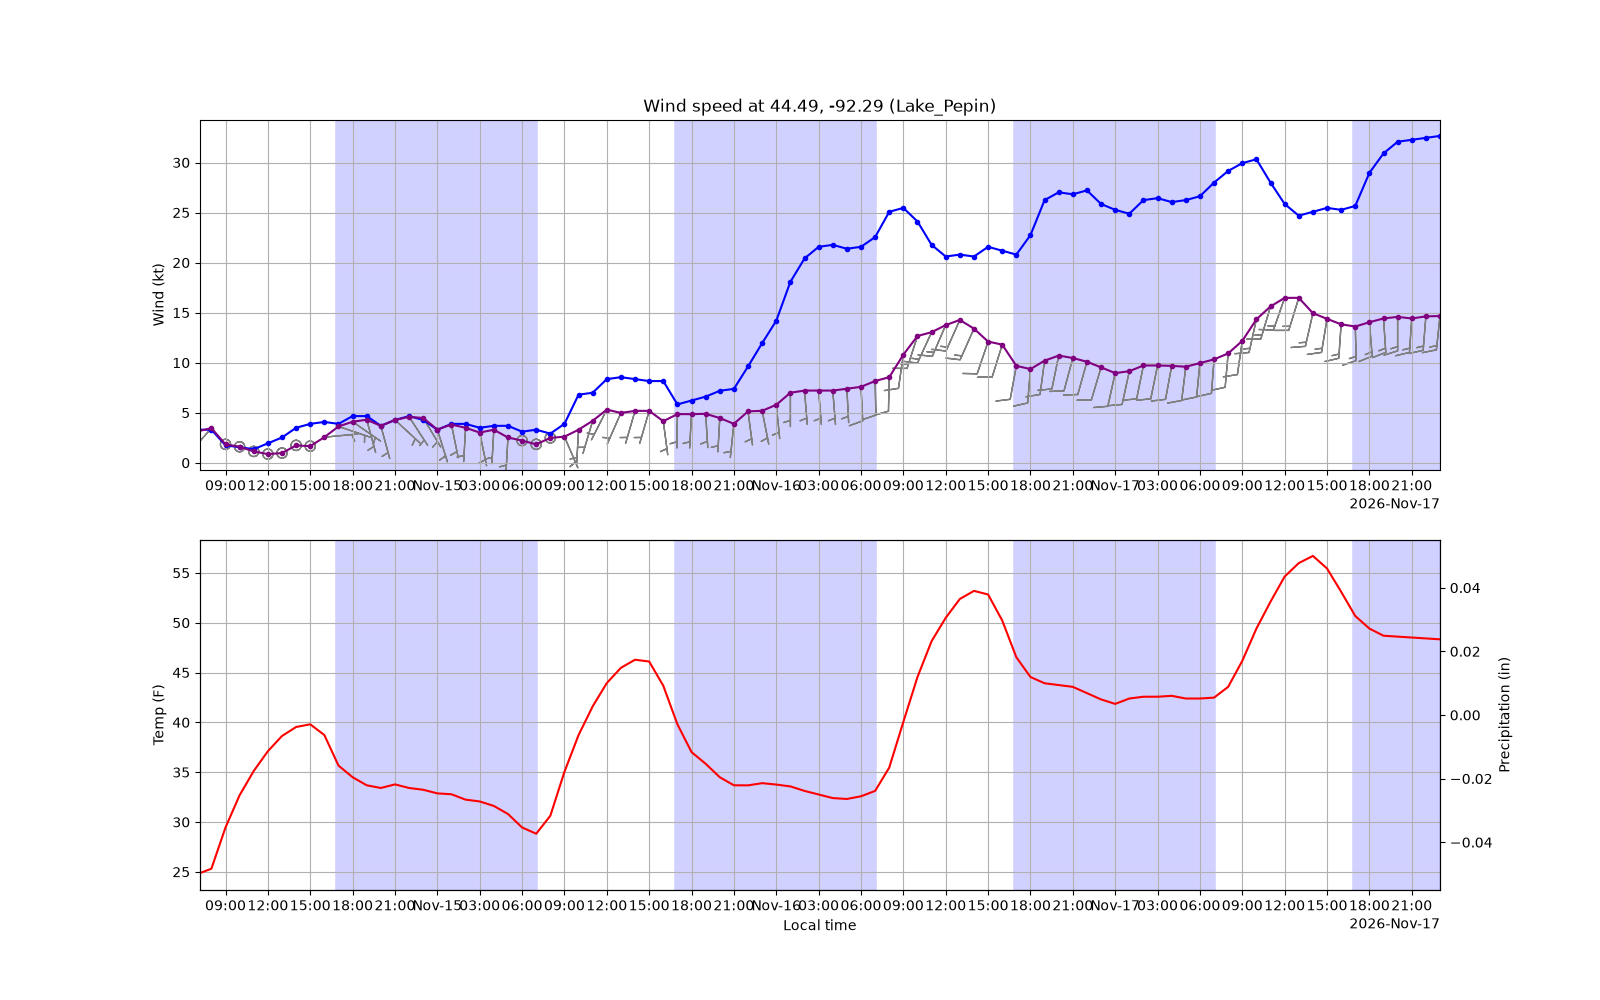 Wind speed at 44.49, -92.29 (Lake_Pepin)
30
25
20
15
10
5
0
Wind (kt)
09:00 12:00 15:00 18:00 21:00 Nov-15 03:00 06:00 09:00 12:00 15:00 18:00 21:00 Nov-16 03:00 06:00 09:00 12:00 15:00 18:00 21:00 Nov-17 03:00 06:00 09:00 12:00 15:00 18:00 21:00
2026-Nov-17
55
50
45
40
35
30
25
Temp (F)
0.04
0.02
0.00
−0.02
−0.04
Precipitation (in)
09:00 12:00 15:00 18:00 21:00 Nov-15 03:00 06:00 09:00 12:00 15:00 18:00 21:00 Nov-16 03:00 06:00 09:00 12:00 15:00 18:00 21:00 Nov-17 03:00 06:00 09:00 12:00 15:00 18:00 21:00
Local time
2026-Nov-17